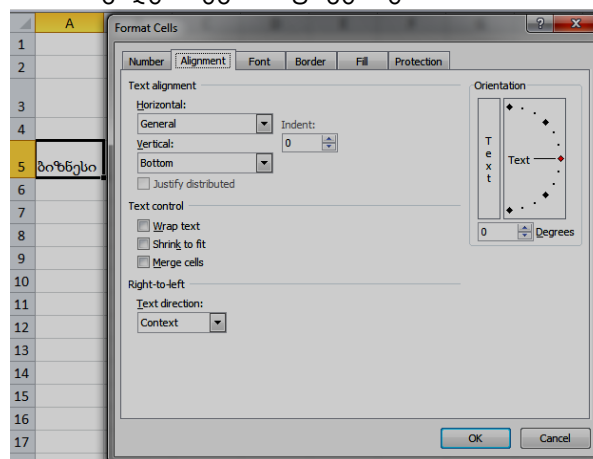 A
Format Cells
1
2
3
4
5
6
7
8
9
10
11
12
13
14
15
16
17
ბიზნესი
Number Alignment Font Border Fill Protection
Text alignment
Horizontal:
General
Indent:
Vertical:
0
Bottom
Justify distributed
Text control
Wrap text
Shrink to fit
Merge cells
Right-to-left
Text direction:
Context
Orientation
Text
Text
0 Degrees
OK Cancel